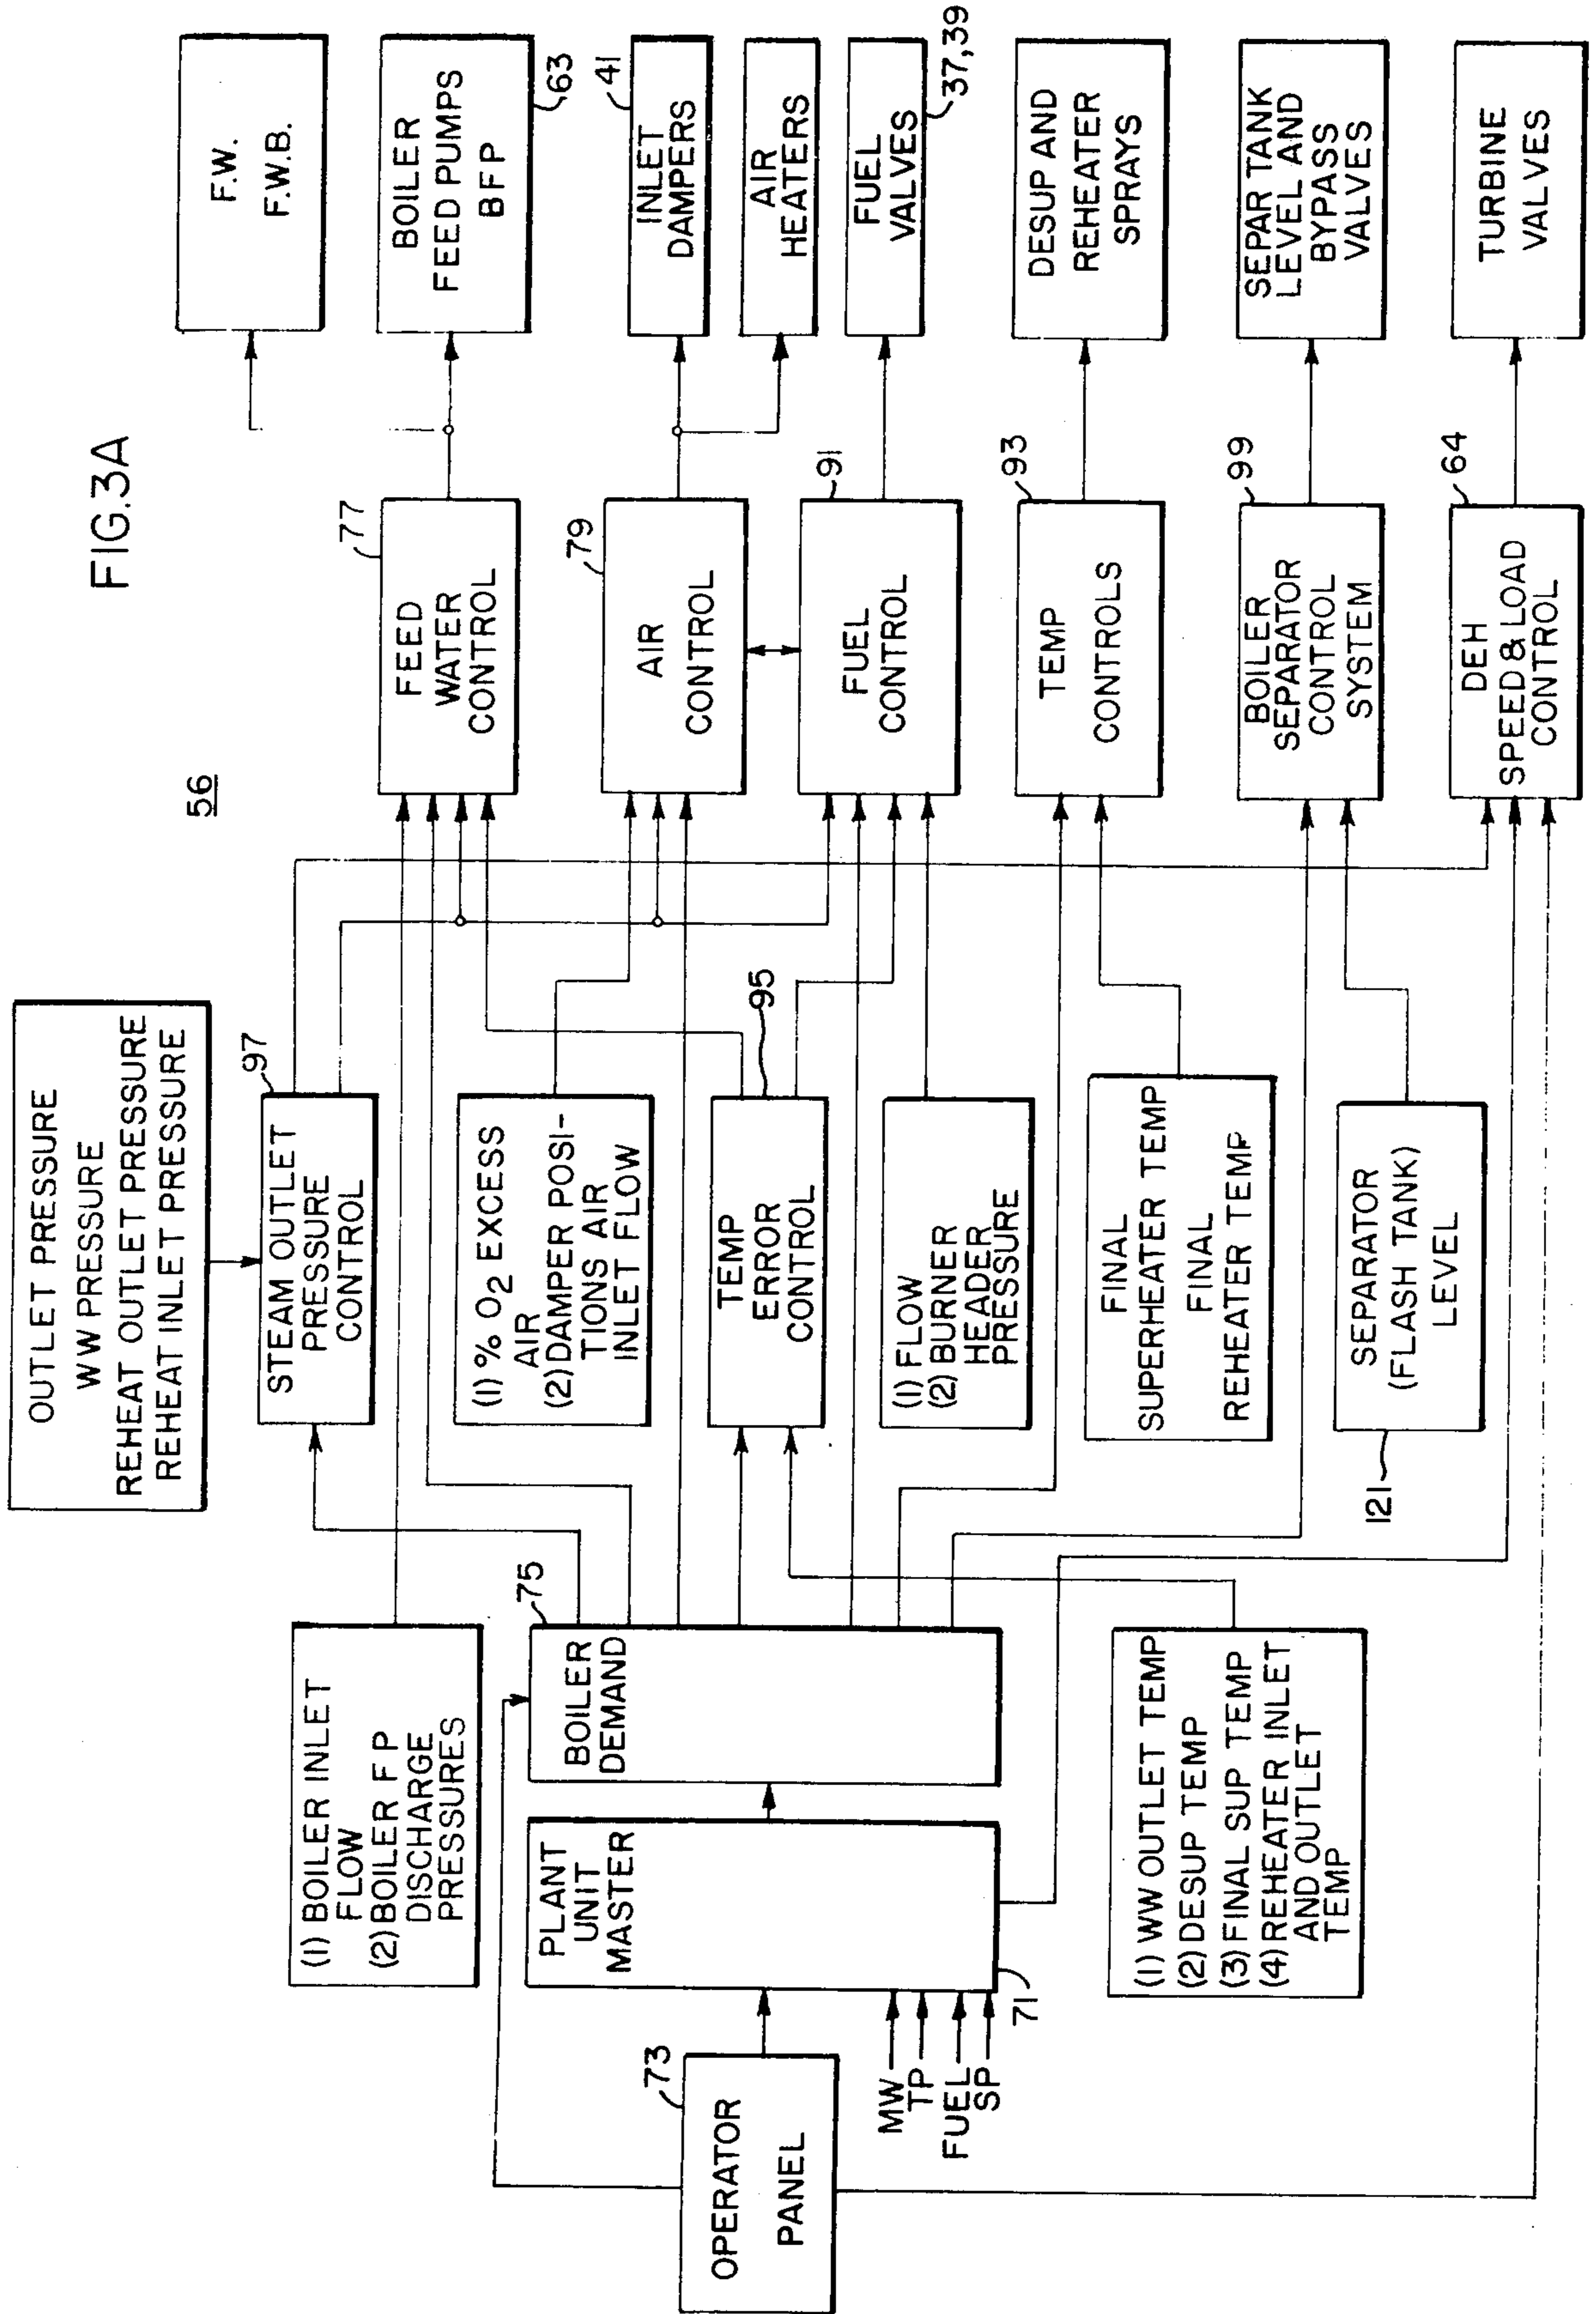 FIG.3A
56
OUTLET PRESSURE
WW PRESSURE
REHEAT OUTLET PRESSURE
REHEAT INLET PRESSURE
97
STEAM OUTLET
PRESSURE
CONTROL
(1) BOILER INLET
FLOW
(2) BOILER F P
DISCHARGE
PRESSURES
73
OPERATOR
PANEL
PLANT
UNIT
MASTER
71
MW
TP
FUEL
SP
75
BOILER
DEMAND
(1) WW OUTLET TEMP
(2) DESUP TEMP
(3) FINAL SUP TEMP
(4) REHEATER INLET
AND OUTLET
TEMP
(1) % O2 EXCESS
AIR
(2) DAMPER POSI-
TIONS AIR
INLET FLOW
95
TEMP
ERROR
CONTROL
(1) FLOW
(2) BURNER
HEADER
PRESSURE
FINAL
SUPERHEATER TEMP
FINAL
REHEATER TEMP
121
SEPARATOR
(FLASH TANK)
LEVEL
77
FEED
WATER
CONTROL
79
AIR
CONTROL
91
FUEL
CONTROL
93
TEMP
CONTROLS
99
BOILER
SEPARATOR
CONTROL
SYSTEM
64
DEH
SPEED & LOAD
CONTROL
F.W.
F.W.B.
BOILER
FEED PUMPS
BFP
63
41
INLET
DAMPERS
AIR
HEATERS
FUEL
VALVES
37,39
DESUP AND
REHEATER
SPRAYS
SEPAR TANK
LEVEL AND
BYPASS
VALVES
TURBINE
VALVES